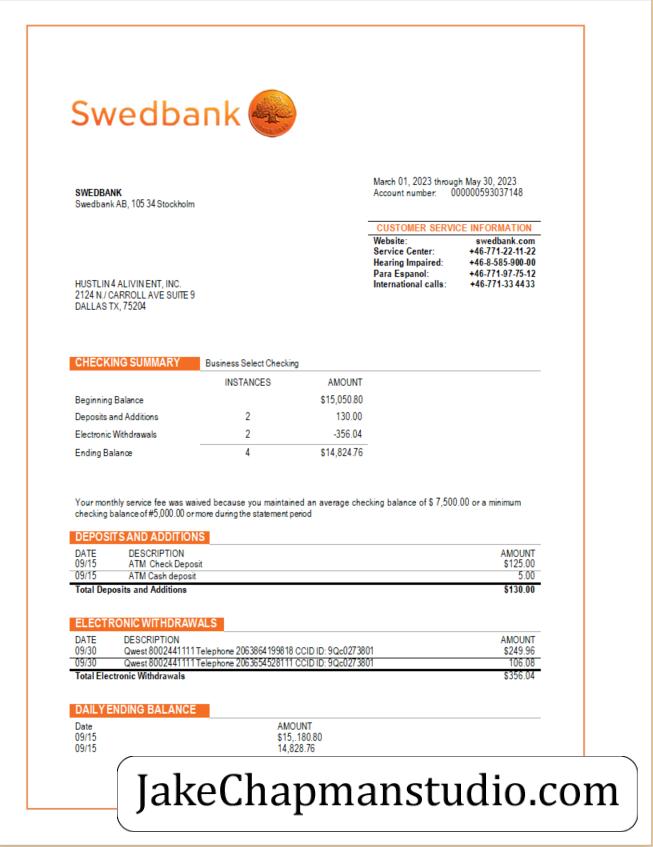 Swedbank
March 01, 2023 through May 30, 2023
Account number: 000000593037148
SWEDBANK
Swedbank AB, 105 34 Stockholm
CUSTOMER SERVICE INFORMATION
Website: swedbank.com
Service Center: +46-771-22-11-22
Hearing Impaired: +46-8-585-900-00
Para Espanol: +46-771-97-75-12
International calls: +46-771-33 44 33
HUSTLIN 4 ALIVIN ENT, INC.
2124 N./ CARROLL AVE SUITE 9
DALLAS TX, 75204
CHECKING SUMMARY Business Select Checking
INSTANCES AMOUNT
Beginning Balance $15,050.80
Deposits and Additions 2 130.00
Electronic Withdrawals 2 -356.04
Ending Balance 4 $14,824.76
Your monthly service fee was waived because you maintained an average checking balance of $ 7,500.00 or a minimum
checking balance of #5,000.00 or more during the statement period
DEPOSITS AND ADDITIONS
DATE DESCRIPTION AMOUNT
09/15 ATM Check Deposit $125.00
09/15 ATM Cash deposit 5.00
Total Deposits and Additions $130.00
ELECTRONIC WITHDRAWALS
DATE DESCRIPTION AMOUNT
09/30 Qwest 8002441111 Telephone 2063864199818 CCID ID: 9Qc0273801 $249.96
09/30 Qwest 8002441111 Telephone 2063654528111 CCID ID: 9Qc0273801 106.08
Total Electronic Withdrawals $356.04
DAILY ENDING BALANCE
Date AMOUNT
09/15 $15,.180.80
09/15 14,828.76
JakeChapmanstudio.com